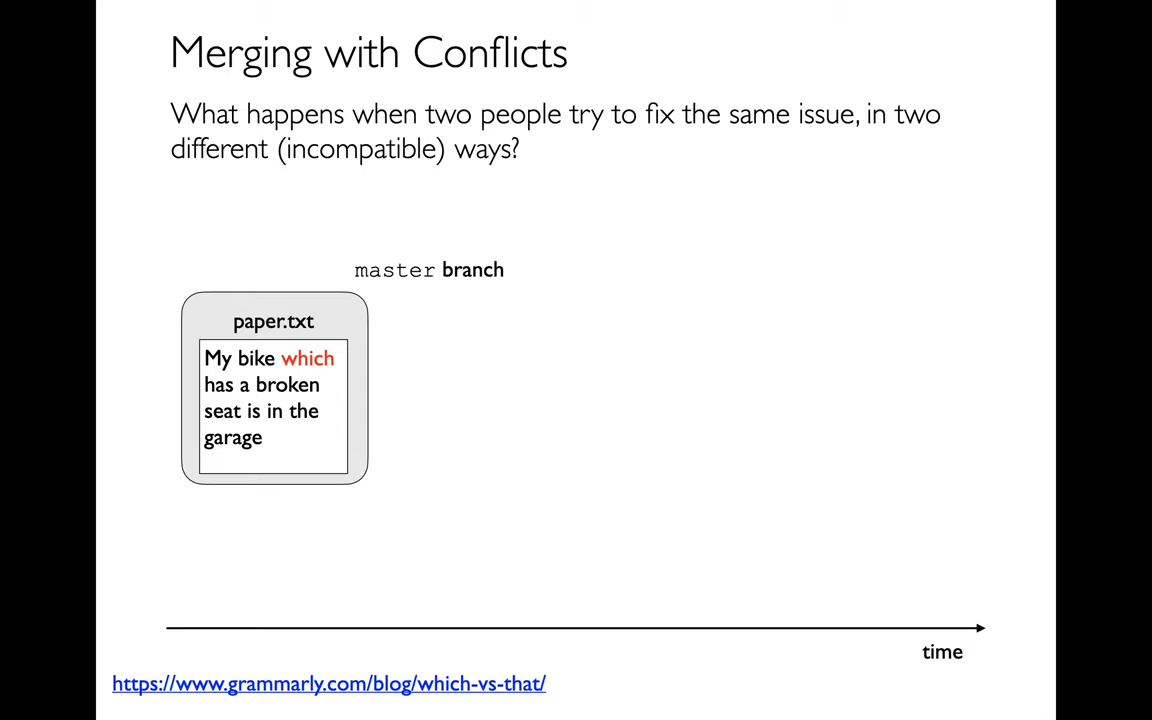 Merging with Conflicts
What happens when two people try to fix the same issue, in two
different (incompatible) ways?
master branch
paper.txt
My bike which
has a broken
seat is in the
garage
time
https://www.grammarly.com/blog/which-vs-that/